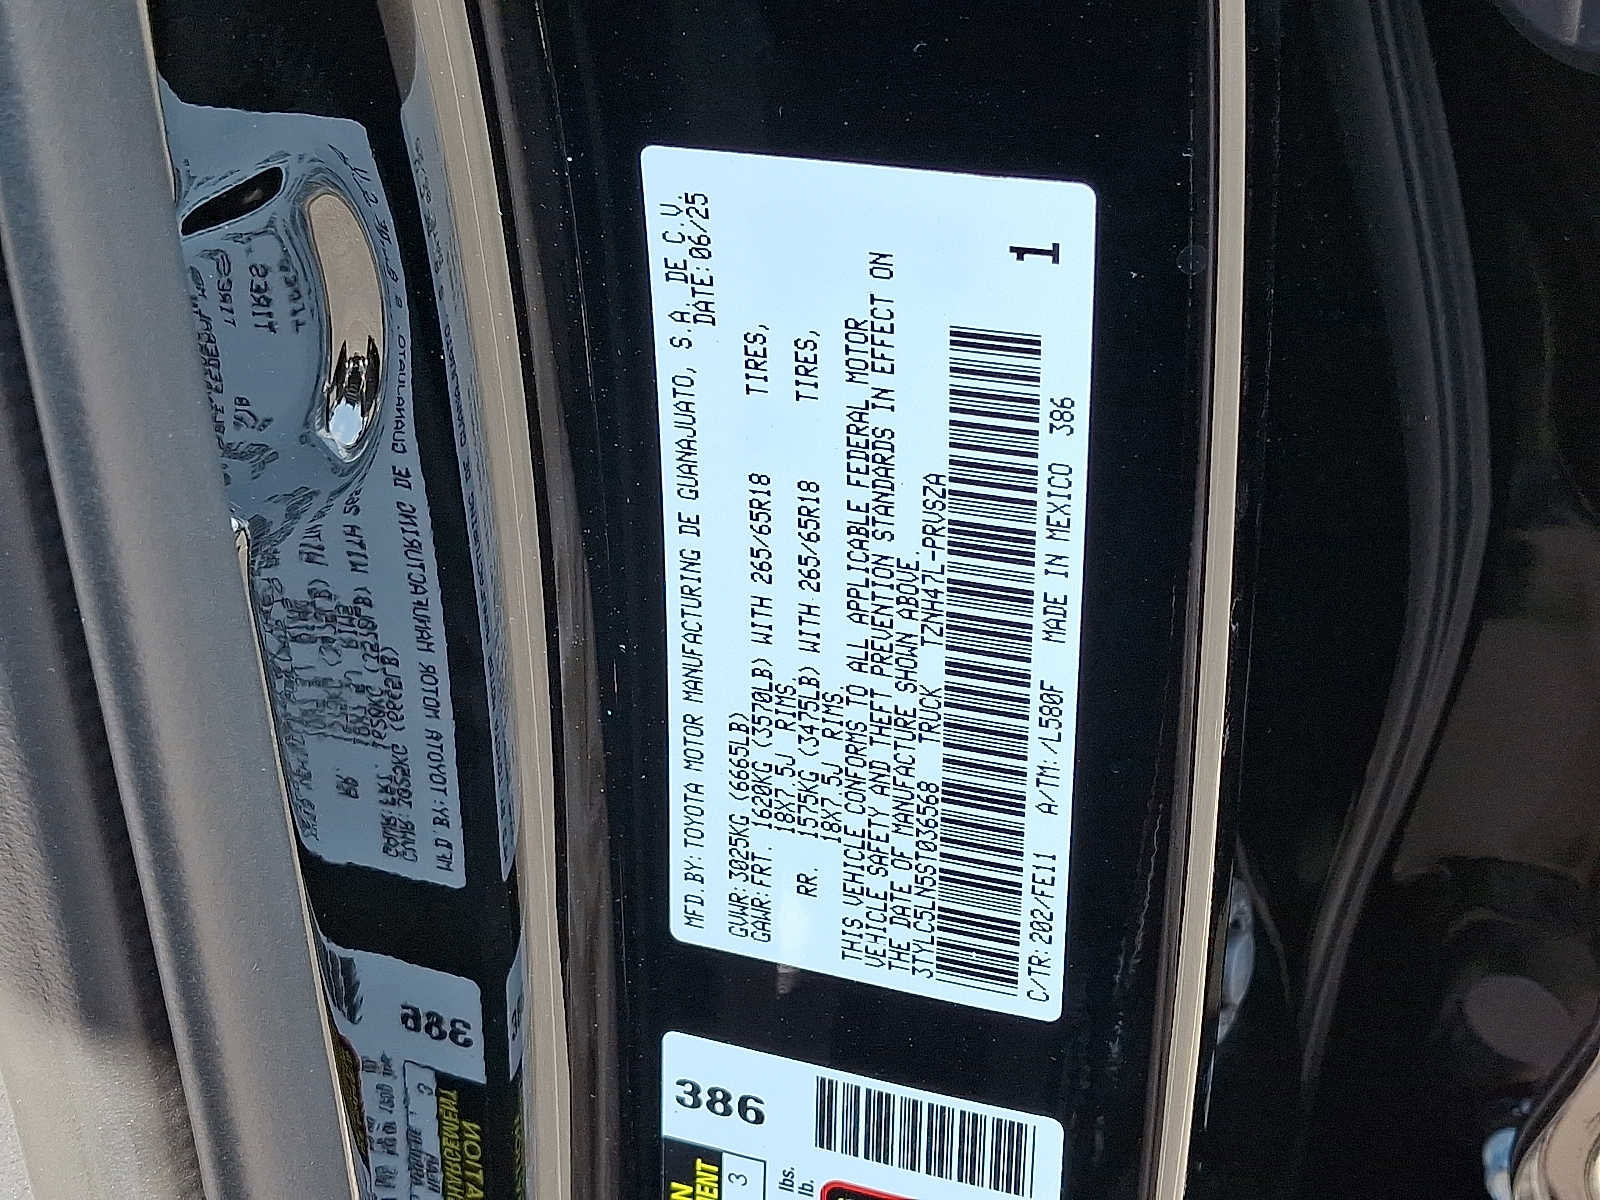 MFD.BY:TOYOTA MOTOR MANUFACTURING DE GUANAJUATO, S.A. DE C.V.
DATE:06/25
GVWR:3025KG (6665LB)
GAWR:FRT. 1620KG (3570LB) WITH 265/65R18 TIRES,
18X7.5J RIMS,
RR. 1575KG (3475LB) WITH 265/65R18 TIRES,
18X7.5J RIMS.
THIS VEHICLE CONFORMS TO ALL APPLICABLE FEDERAL MOTOR
VEHICLE SAFETY AND THEFT PREVENTION STANDARDS IN EFFECT ON
THE DATE OF MANUFACTURE SHOWN ABOVE.
3TYLC5LN5ST036568 TRUCK TZNH47L-PRVSZA
1
C/TR:202/FE11 A/TM:/L580F MADE IN MEXICO 386
386
3
lbs.
lb.